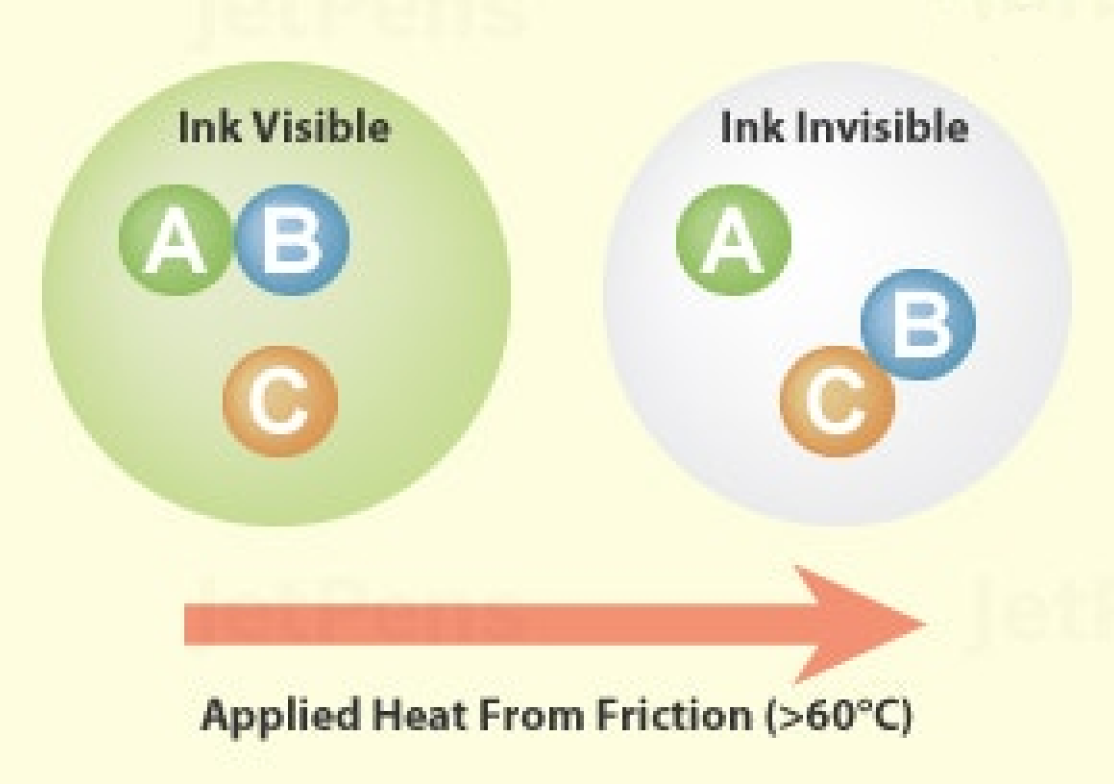 JetPens
Ink Visible
Ink Invisible
A B
C
A
B
C
JetPens
Applied Heat From Friction (>60°C)